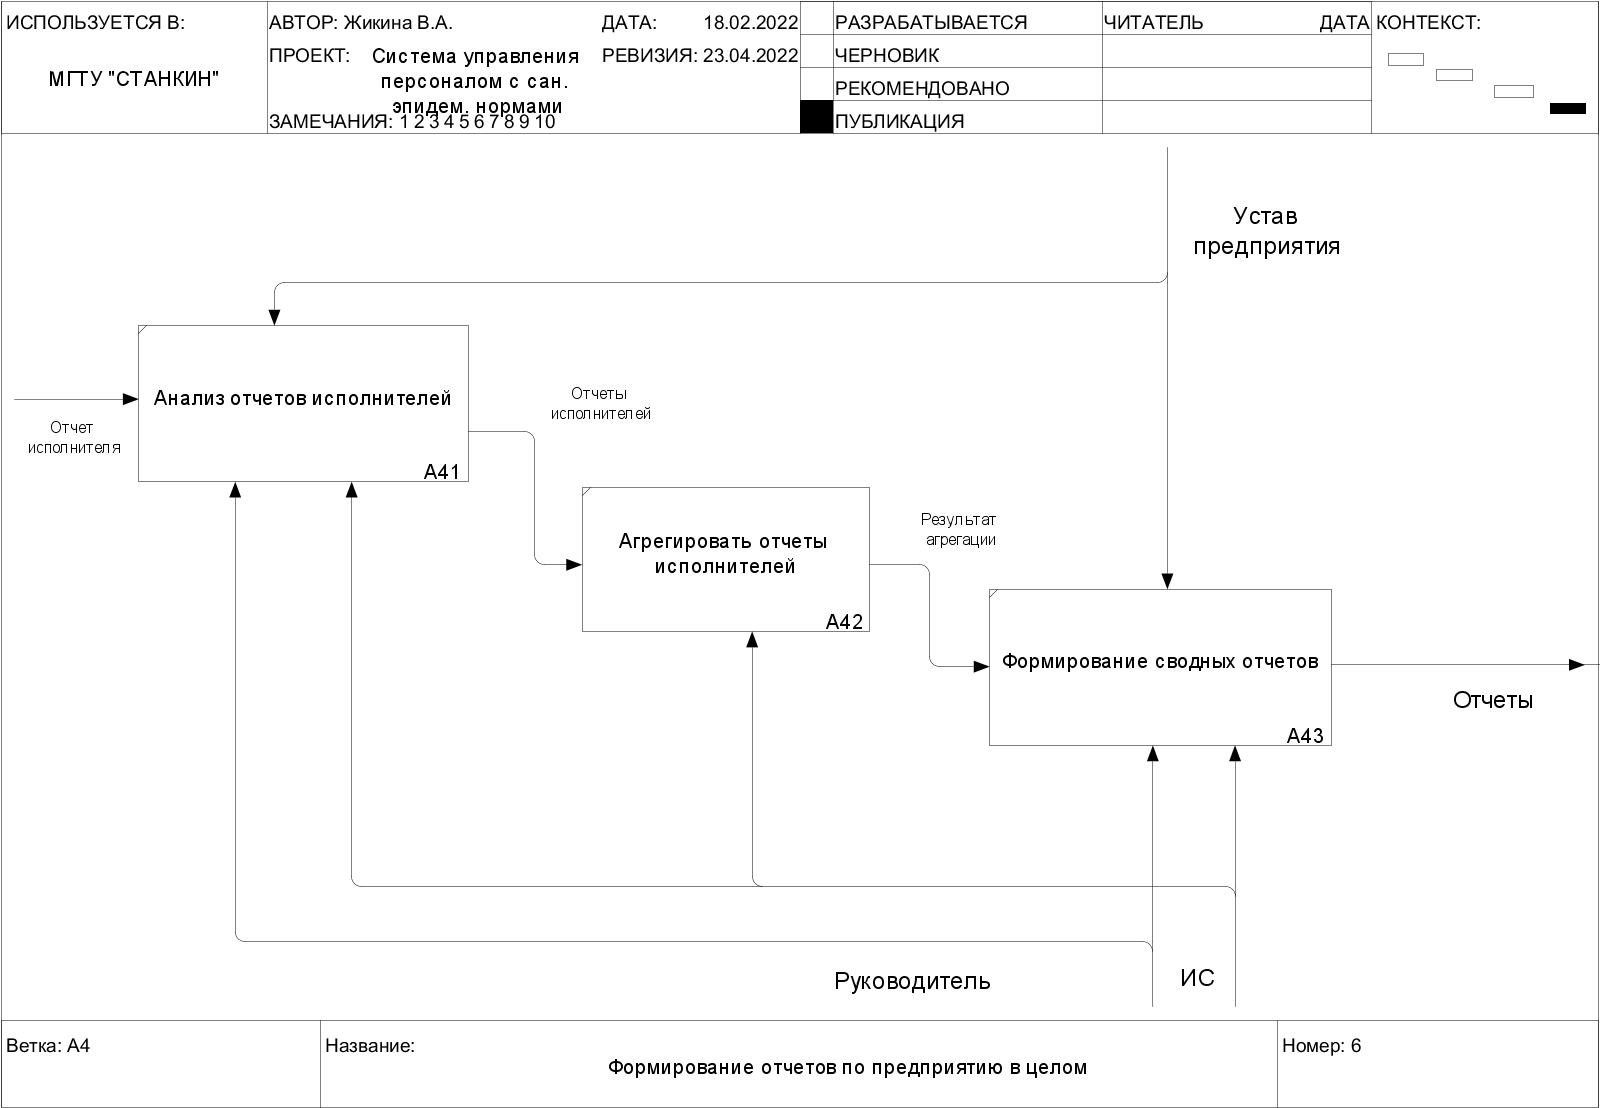 ИСПОЛЬЗУЕТСЯ В:
МГТУ "СТАНКИН"
АВТОР: Жикина В.А.
ДАТА: 18.02.2022
ПРОЕКТ: Система управления
персоналом с сан.
эпидем. нормами
РЕВИЗИЯ: 23.04.2022
ЗАМЕЧАНИЯ: 1 2 3 4 5 6 7 8 9 10
РАЗРАБАТЫВАЕТСЯ
ЧЕРНОВИК
РЕКОМЕНДОВАНО
ПУБЛИКАЦИЯ
ЧИТАТЕЛЬ
ДАТА
КОНТЕКСТ:
Устав
предприятия
Отчет
исполнителя
Анализ отчетов исполнителей
A41
Отчеты
исполнителей
Агрегировать отчеты
исполнителей
A42
Результат
агрегации
Формирование сводных отчетов
A43
Отчеты
Руководитель
ИС
Ветка: A4
Название:
Формирование отчетов по предприятию в целом
Номер: 6